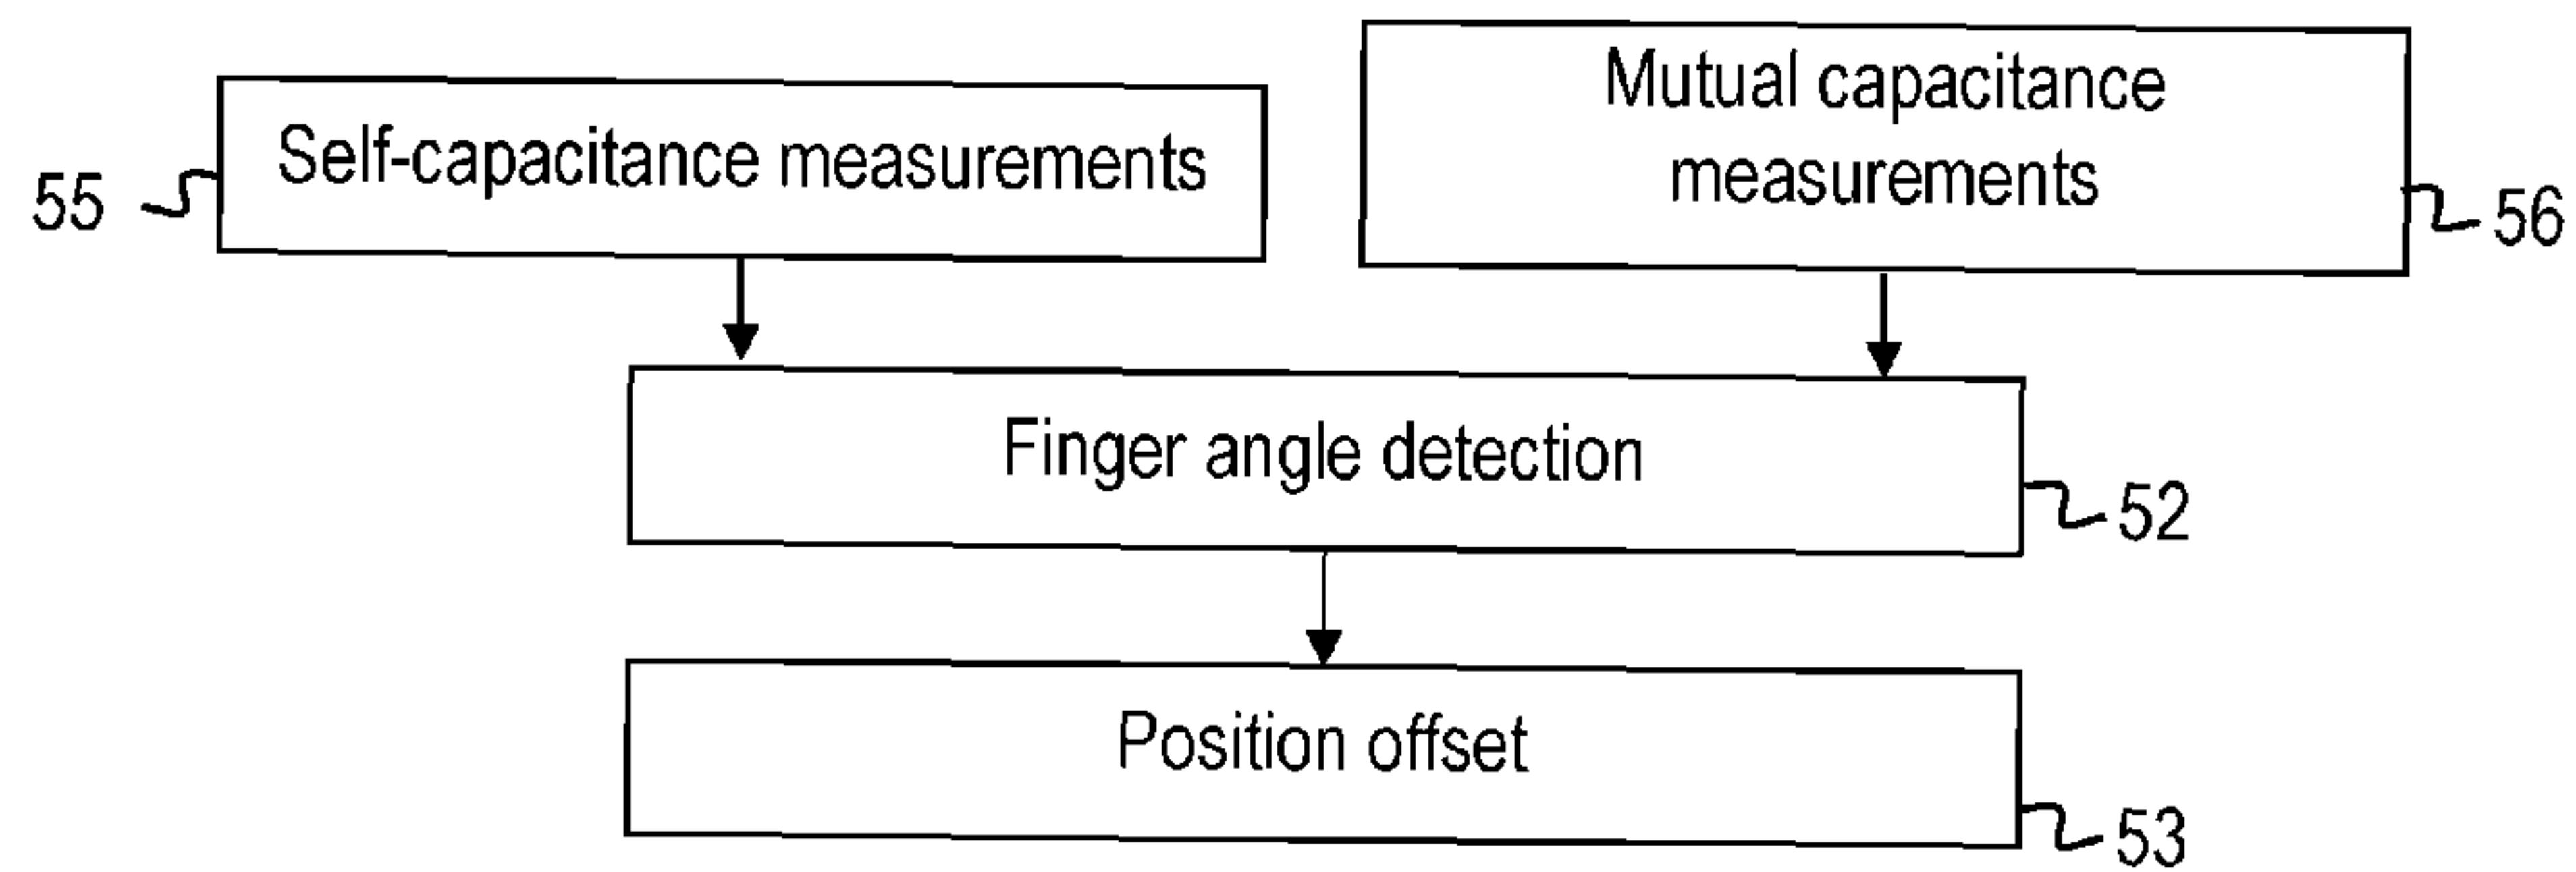 Mutual capacitance
measurements
Self-capacitance measurements
55
56
Finger angle detection
52
Position offset
53